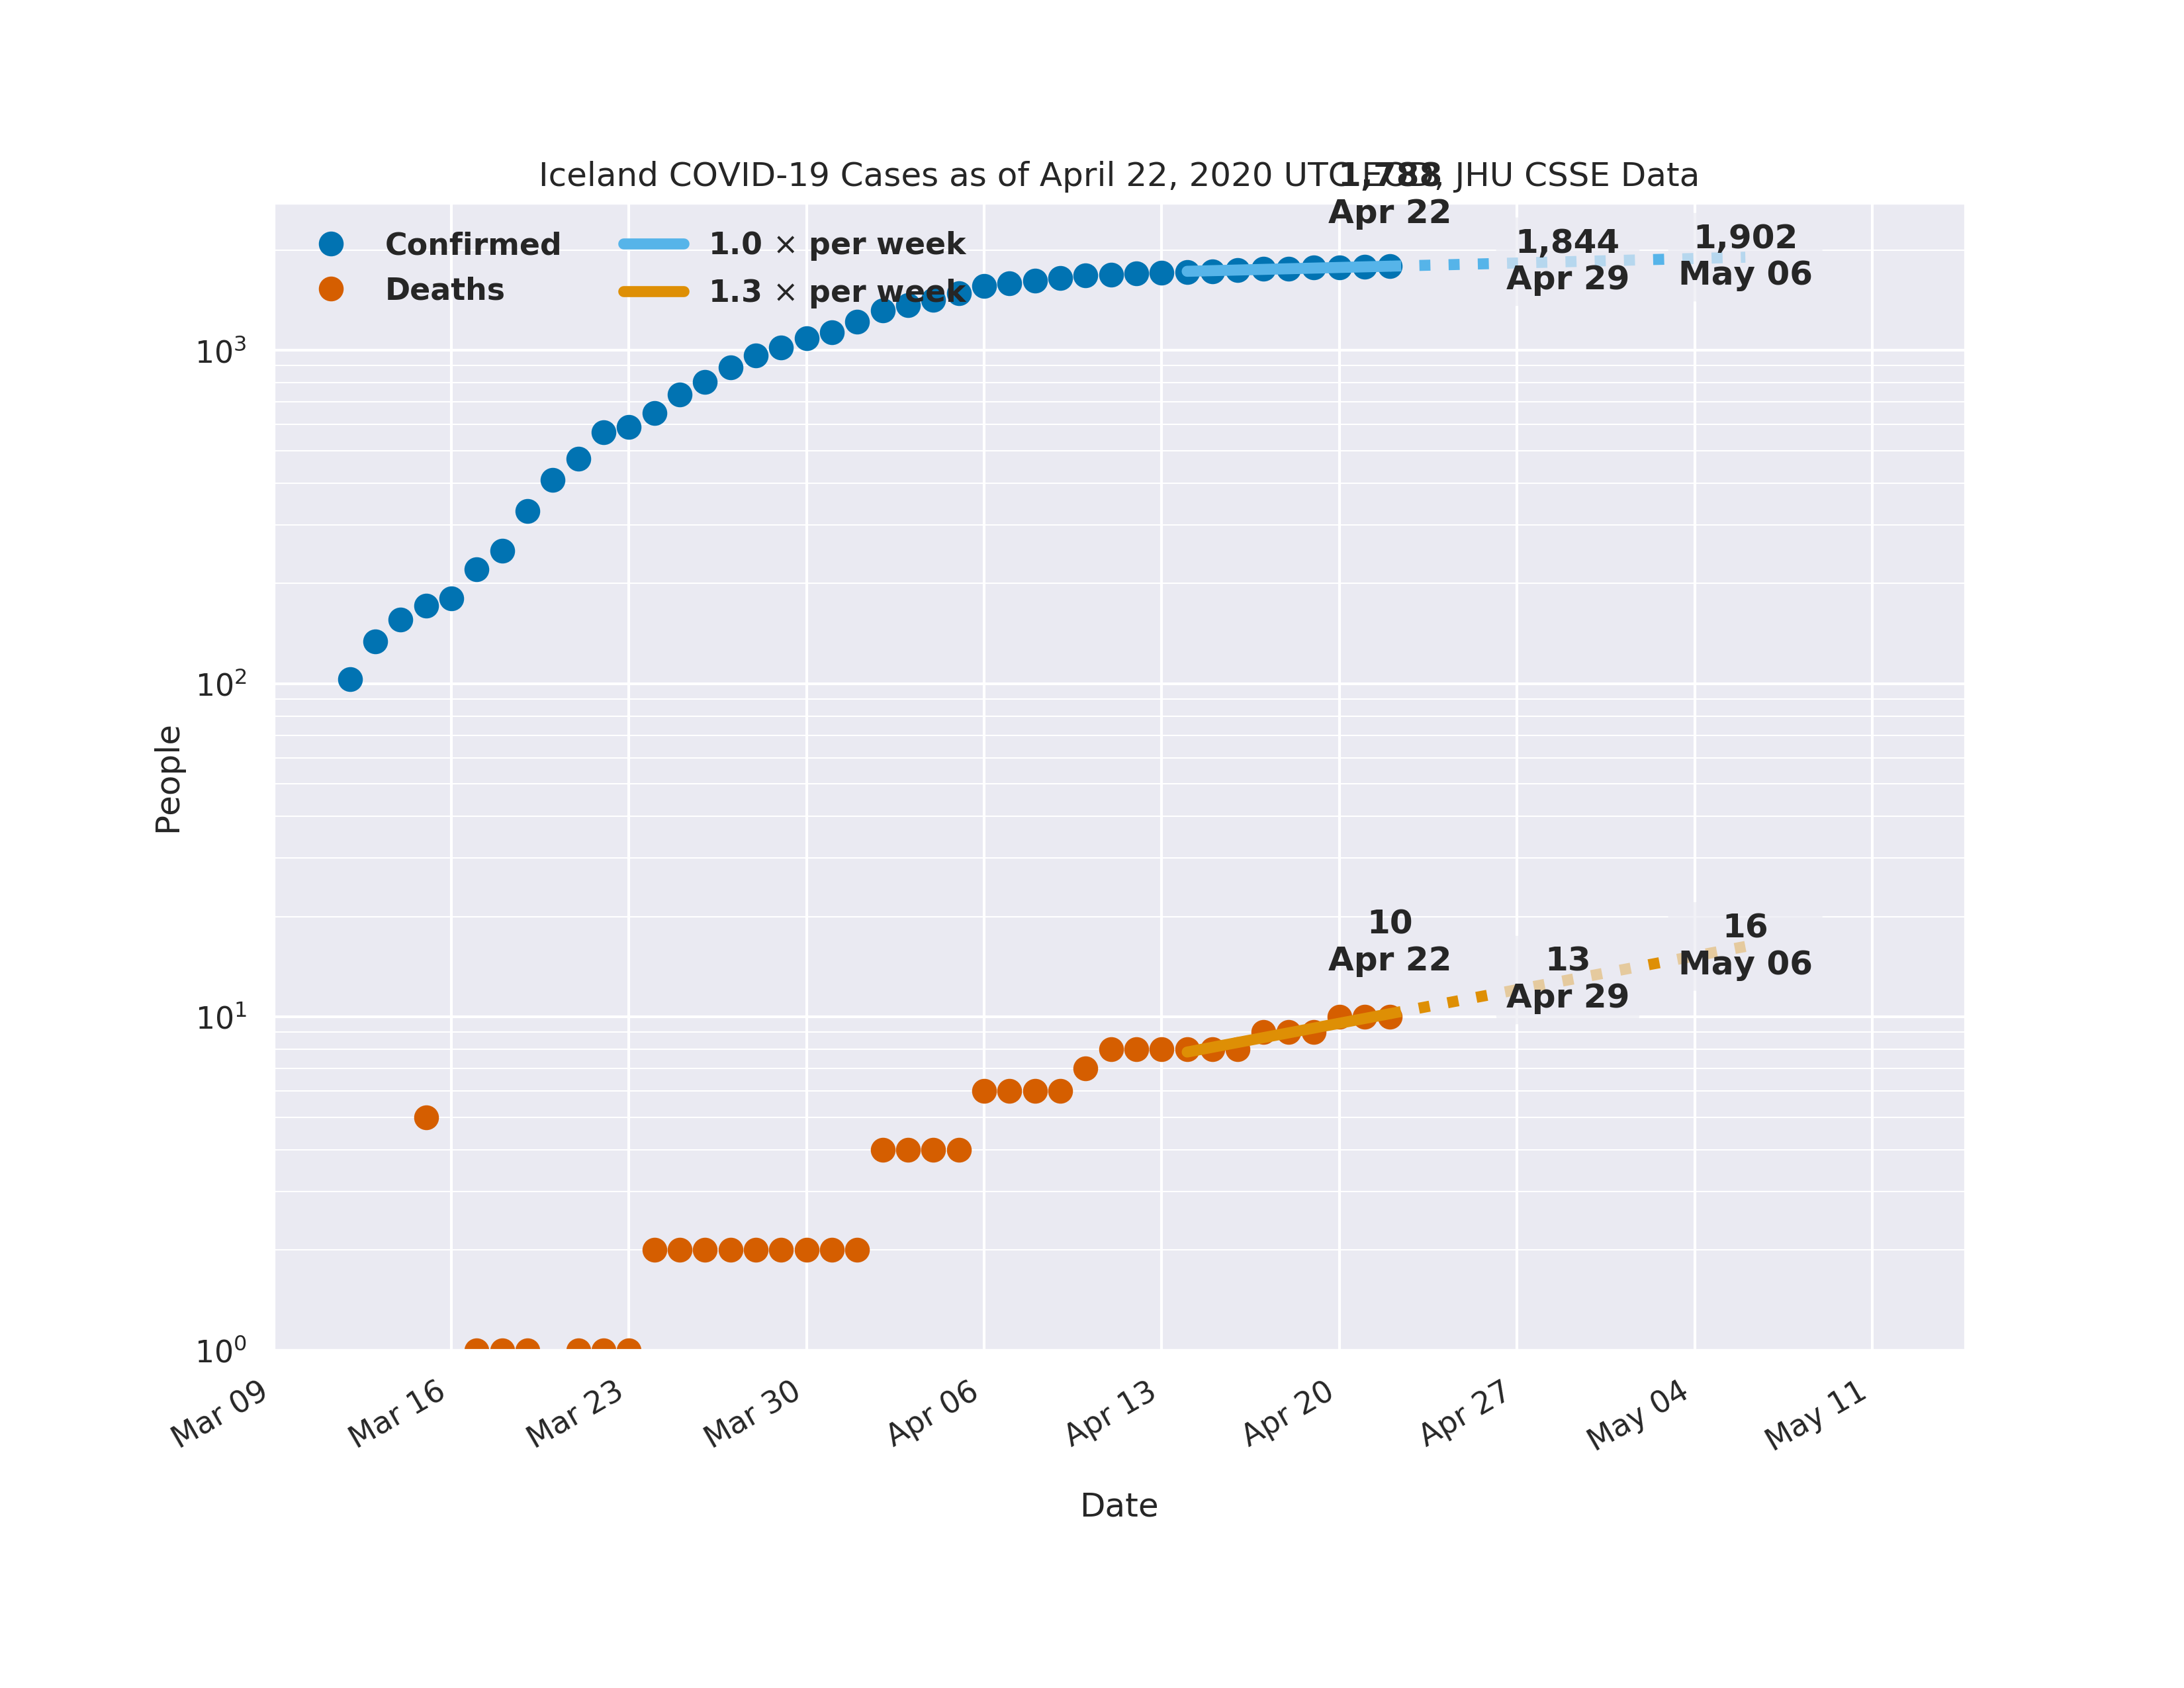 Iceland COVID-19 Cases as of April 22, 2020 UTC EOD, JHU CSSE Data
1,788
Apr 22
Confirmed
Deaths
1.0 × per week
1.3 × per week
1,844
Apr 29
1,902
May 06
10³
10²
10¹
10⁰
People
10
Apr 22
13
Apr 29
16
May 06
Mar 09
Mar 16
Mar 23
Mar 30
Apr 06
Apr 13
Apr 20
Apr 27
May 04
May 11
Date